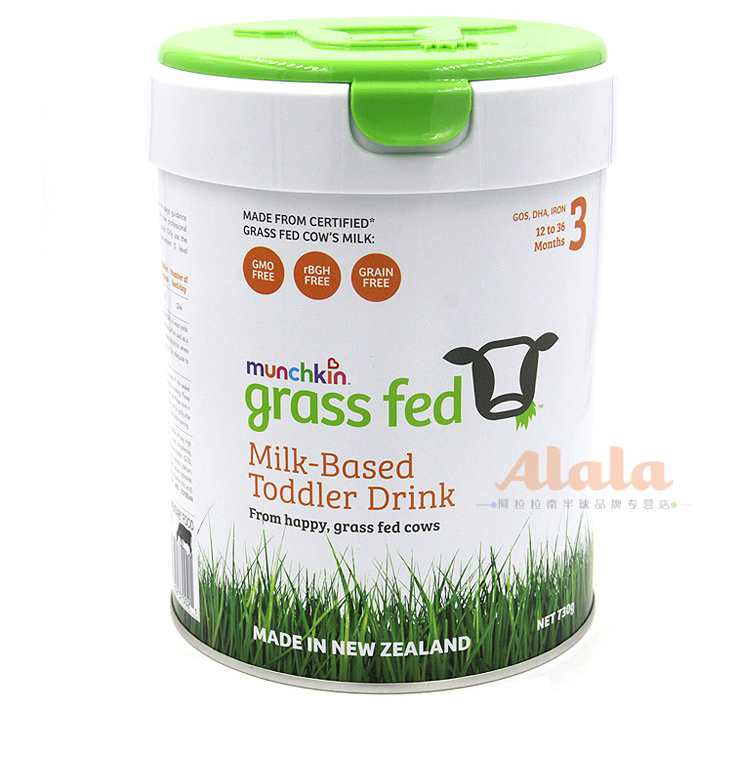 MADE FROM CERTIFIED*
GRASS FED COW'S MILK:
GMO
FREE
rBGH
FREE
GRAIN
FREE
GOS, DHA, IRON
12 to 36
Months
3
munchkin
grass fed
Milk-Based
Toddler Drink
From happy, grass fed cows
Alala
阿拉拉南半球品牌专营店
MADE IN NEW ZEALAND
NET 730g